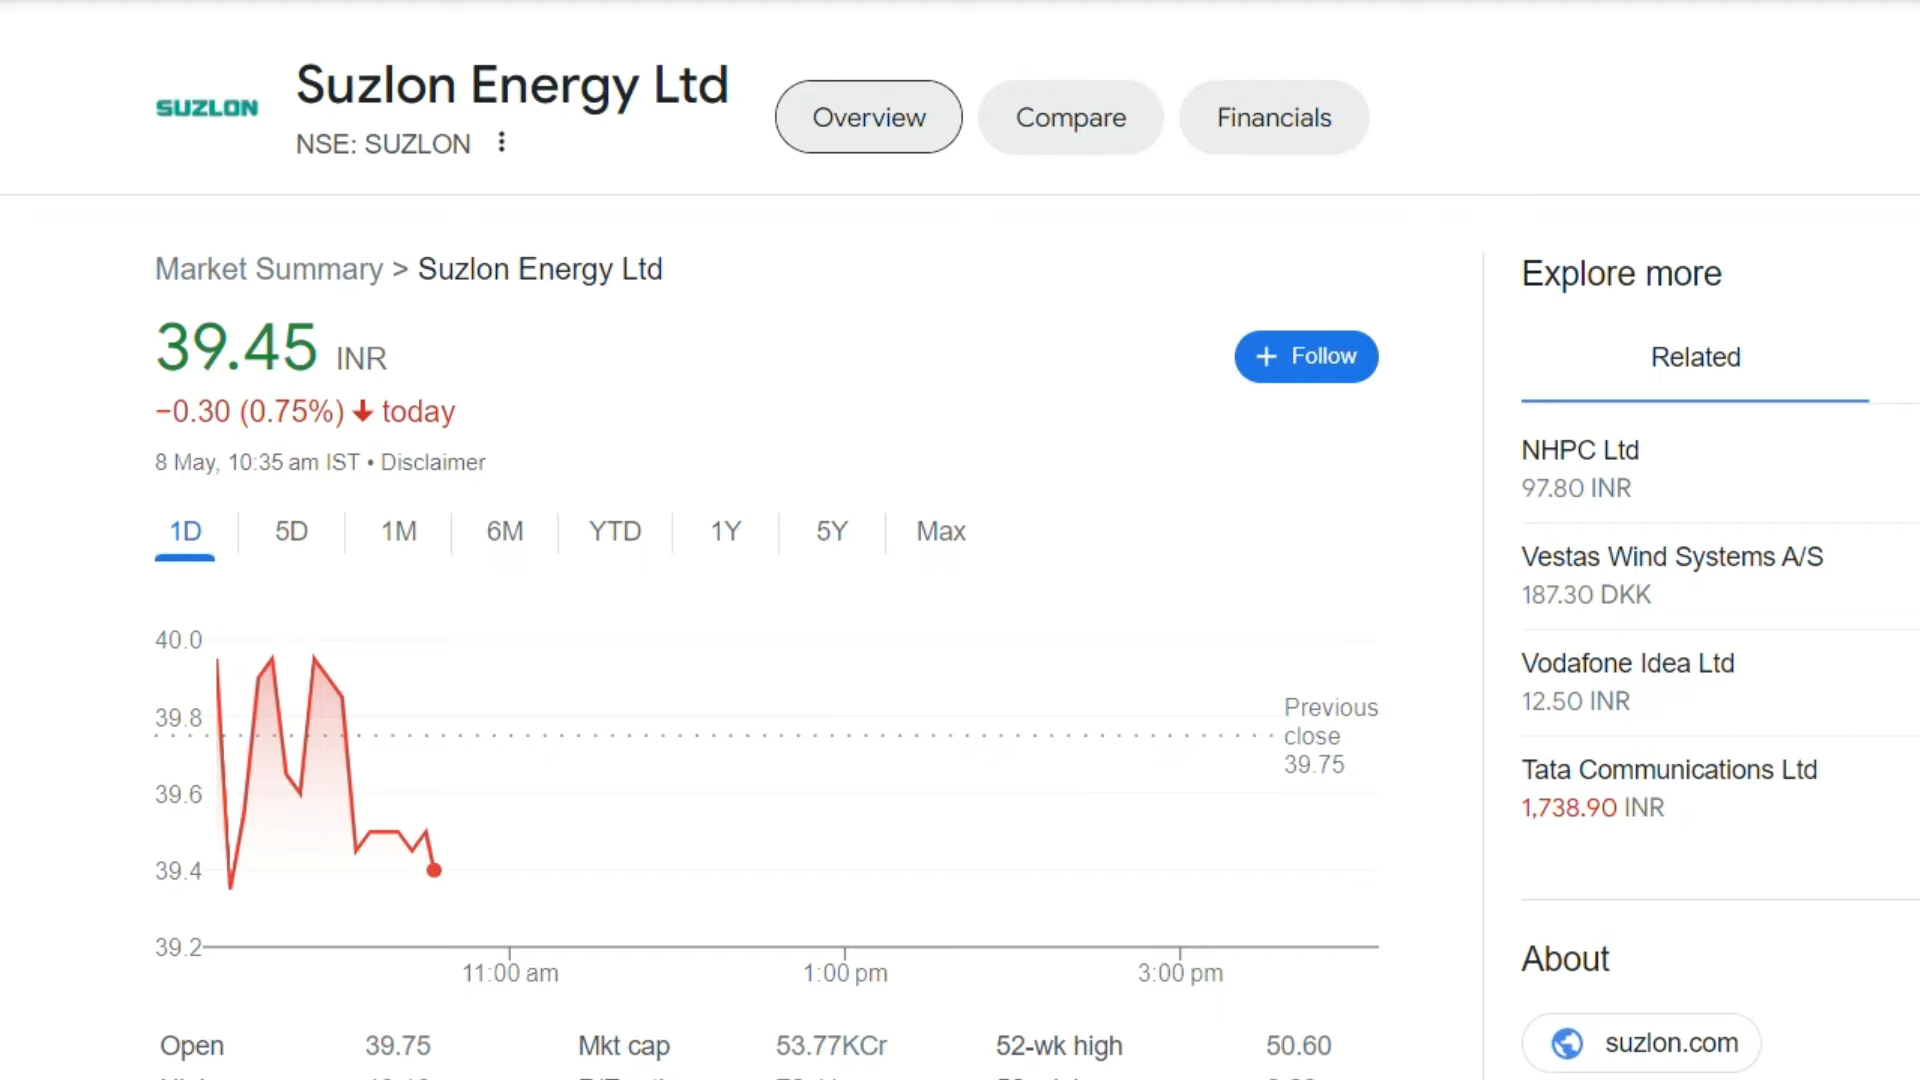 SUZLON
Suzlon Energy Ltd
NSE: SUZLON
Overview
Compare
Financials
Market Summary > Suzlon Energy Ltd
39.45 INR
+ Follow
−0.30 (0.75%) ↓ today
8 May, 10:35 am IST • Disclaimer
1D 5D 1M 6M YTD 1Y 5Y Max
40.0
39.8
39.6
39.4
39.2
Previous
close
39.75
11:00 am 1:00 pm 3:00 pm
Open 39.75 Mkt cap 53.77KCr 52-wk high 50.60
Explore more
Related
NHPC Ltd
97.80 INR
Vestas Wind Systems A/S
187.30 DKK
Vodafone Idea Ltd
12.50 INR
Tata Communications Ltd
1,738.90 INR
About
suzlon.com